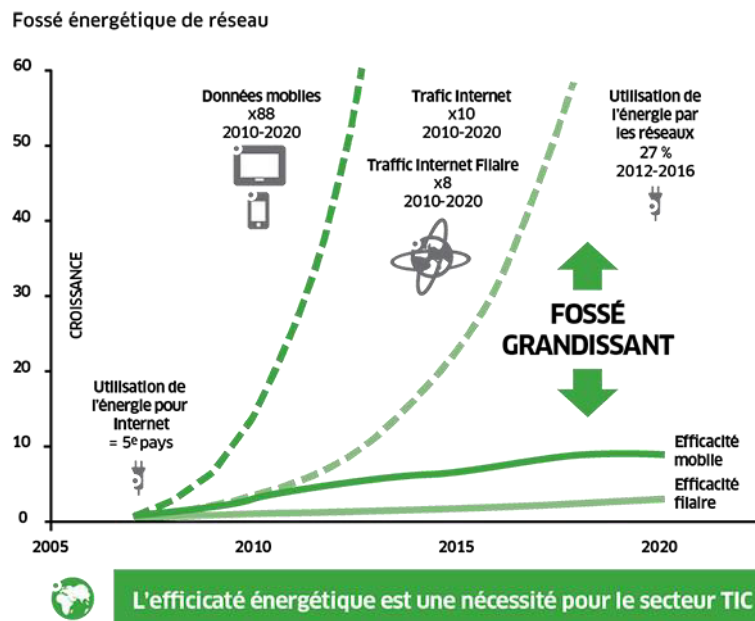 Fossé énergétique de réseau
60
50
40
30
20
10
0
CROISSANCE
Données mobiles
x88
2010-2020
Trafic Internet
x10
2010-2020
Traffic Internet Filaire
x8
2010-2020
Utilisation de
l'énergie par
les réseaux
27 %
2012-2016
FOSSÉ
GRANDISSANT
Utilisation de
l'énergie pour
Internet
= 5e pays
Efficacité
mobile
Efficacité
filaire
2005
2010
2015
2020
L'efficicaté énergétique est une nécessité pour le secteur TIC